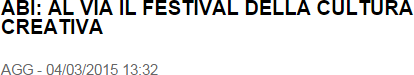 ABI: AL VIA IL FESTIVAL DELLA CULTURA
CREATIVA
AGG - 04/03/2015 13:32